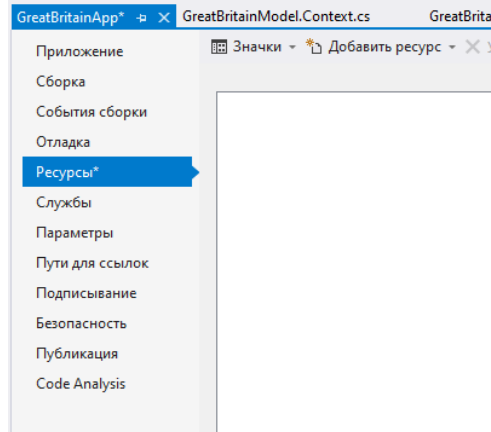 GreatBritainApp* GreatBritainModel.Context.cs
Значки Добавить ресурс
Приложение
Сборка
События сборки
Отладка
Ресурсы*
Службы
Параметры
Пути для ссылок
Подписывание
Безопасность
Публикация
Code Analysis